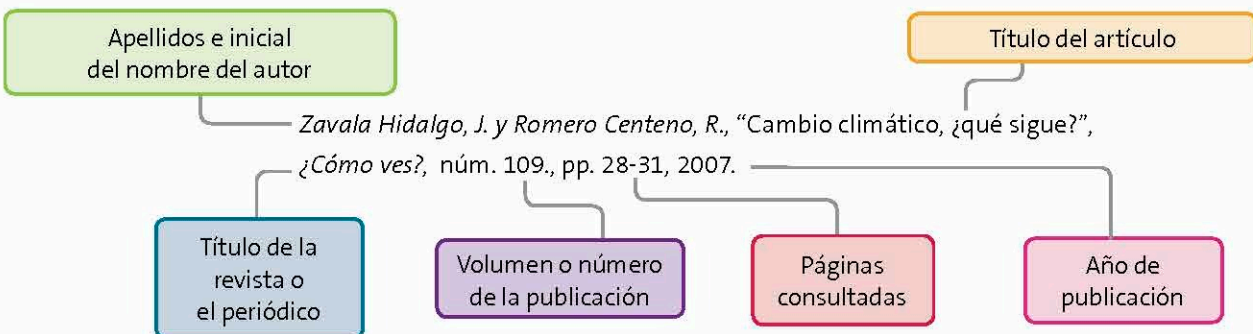 Apellidos e inicial
del nombre del autor
Título del artículo
Zavala Hidalgo, J. y Romero Centeno, R., “Cambio climático, ¿qué sigue?”,
¿Cómo ves?, núm. 109., pp. 28-31, 2007.
Título de la
revista o
el periódico
Volumen o número
de la publicación
Páginas
consultadas
Año de
publicación